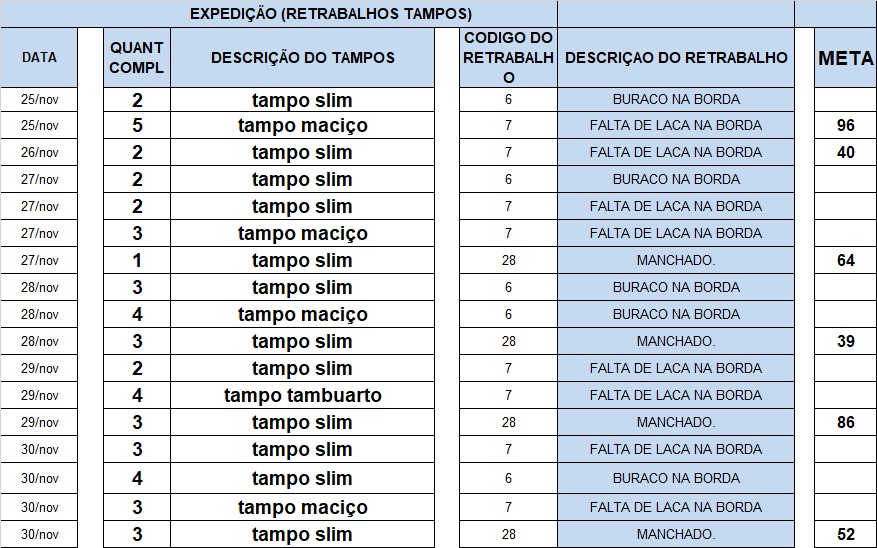 EXPEDIÇÃO (RETRABALHOS TAMPOS)
DATA QUANT COMPL DESCRIÇÃO DO TAMPOS CODIGO DO RETRABALHO DESCRIÇAO DO RETRABALHO META
25/nov 2 tampo slim 6 BURACO NA BORDA
25/nov 5 tampo maciço 7 FALTA DE LACA NA BORDA 96
26/nov 2 tampo slim 7 FALTA DE LACA NA BORDA 40
27/nov 2 tampo slim 6 BURACO NA BORDA
27/nov 2 tampo slim 7 FALTA DE LACA NA BORDA
27/nov 3 tampo maciço 7 FALTA DE LACA NA BORDA
27/nov 1 tampo slim 28 MANCHADO. 64
28/nov 3 tampo slim 6 BURACO NA BORDA
28/nov 4 tampo maciço 6 BURACO NA BORDA
28/nov 3 tampo slim 28 MANCHADO. 39
29/nov 2 tampo slim 7 FALTA DE LACA NA BORDA
29/nov 4 tampo tambuarto 7 FALTA DE LACA NA BORDA
29/nov 3 tampo slim 28 MANCHADO. 86
30/nov 3 tampo slim 7 FALTA DE LACA NA BORDA
30/nov 4 tampo slim 6 BURACO NA BORDA
30/nov 3 tampo maciço 7 FALTA DE LACA NA BORDA
30/nov 3 tampo slim 28 MANCHADO. 52